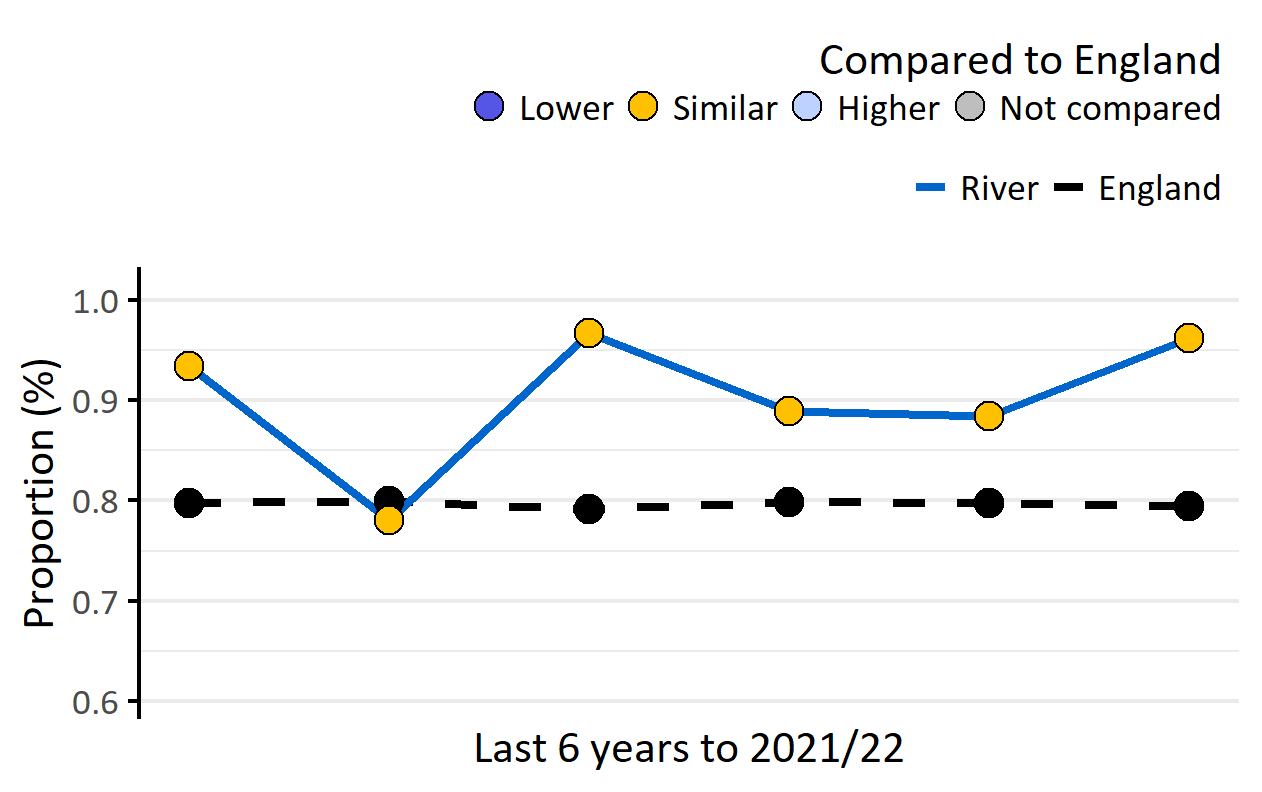 Compared to England
Lower Similar Higher Not compared
River England
1.0
0.9
0.8
0.7
0.6
Proportion (%)
Last 6 years to 2021/22